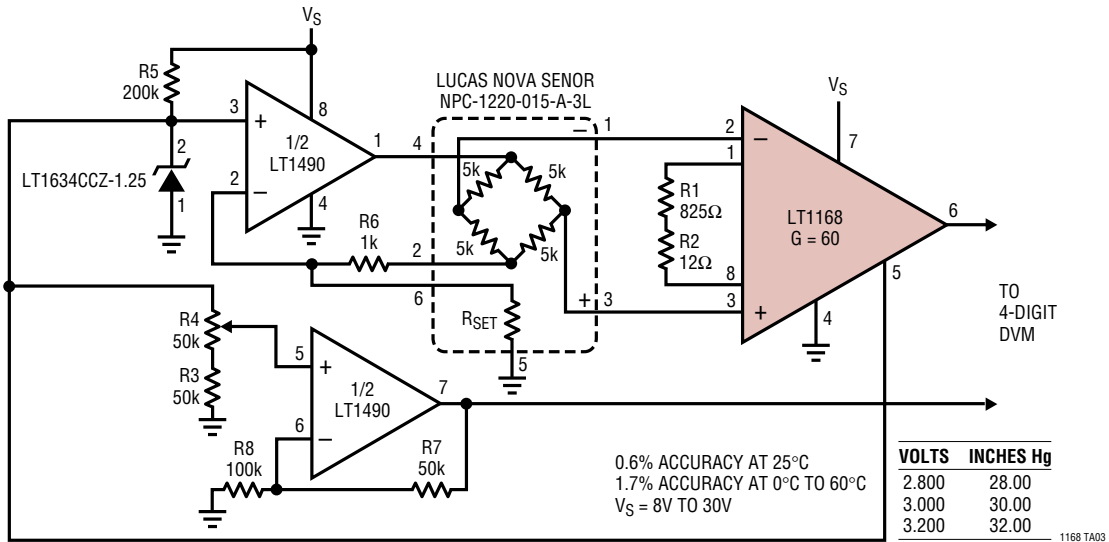 VS
R5
200k
3
+
8
1/2
LT1490
1
2
–
4
2
LT1634CCZ-1.25
1
LUCAS NOVA SENOR
NPC-1220-015-A-3L
4
– 1
5k
5k
5k
5k
R6
1k
2
6
RSET
5
+ 3
VS
2
–
7
1
R1
825Ω
R2
12Ω
LT1168
G = 60
6
8
5
3
+
4
TO
4-DIGIT
DVM
R4
50k
R3
50k
5
+
1/2
LT1490
7
6
–
R8
100k
R7
50k
0.6% ACCURACY AT 25°C
1.7% ACCURACY AT 0°C TO 60°C
VS = 8V TO 30V
VOLTS INCHES Hg
2.800 28.00
3.000 30.00
3.200 32.00
1168 TA03